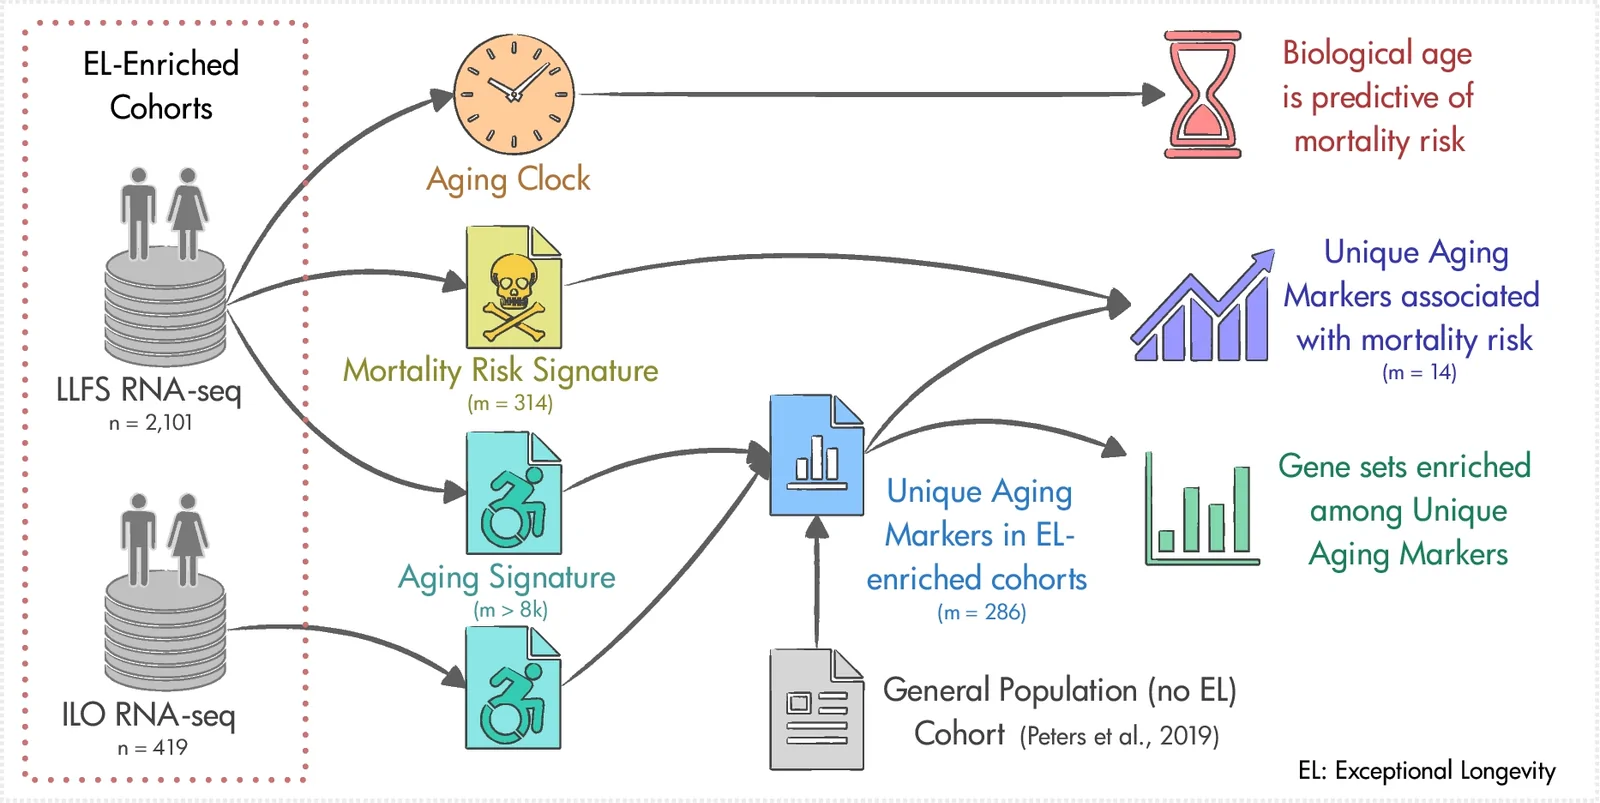 EL-Enriched
Cohorts
LLFS RNA-seq
n = 2,101
ILO RNA-seq
n = 419
Aging Clock
Mortality Risk Signature
(m = 314)
Aging Signature
(m > 8k)
Unique Aging
Markers in EL-
enriched cohorts
(m = 286)
General Population (no EL)
Cohort (Peters et al., 2019)
Biological age
is predictive of
mortality risk
Unique Aging
Markers associated
with mortality risk
(m = 14)
Gene sets enriched
among Unique
Aging Markers
EL: Exceptional Longevity